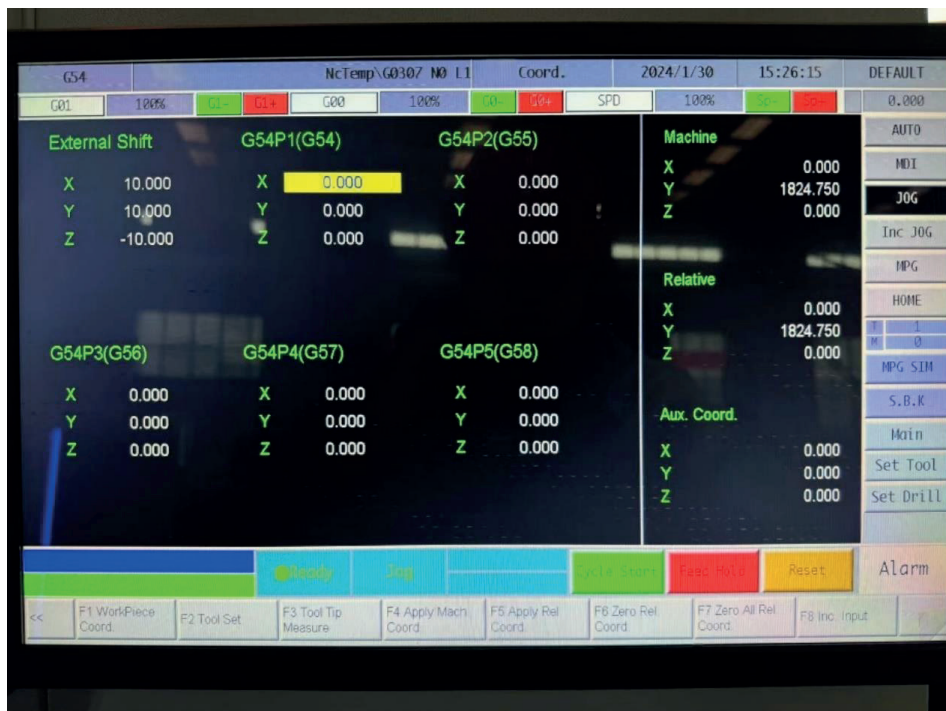 G54 NcTemp\G0307 N0 L1 Coord. 2024/1/30 15:26:15 DEFAULT
G01 100% G1- G1+ G00 100% G0- G0+ SPD 100% Sp- 0.000
External Shift G54P1(G54) G54P2(G55) Machine AUTO
X 10.000 X 0.000 X 0.000 X 0.000 MDI
Y 10.000 Y 0.000 Y 0.000 Y 1824.750 JOG
Z -10.000 Z 0.000 Z 0.000 Z 0.000 Inc JOG
Relative MPG
X 0.000 HOME
Y 1824.750 T 1
G54P3(G56) G54P4(G57) G54P5(G58) Z 0.000 M 0
MPG SIM
X 0.000 X 0.000 X 0.000 S.B.K
Y 0.000 Y 0.000 Y 0.000 Aux. Coord. Main
Z 0.000 Z 0.000 Z 0.000 X 0.000
Y 0.000 Set Tool
Z 0.000 Set Drill
Ready Jog Cycle Start Feed Hold Reset Alarm
<< F1 WorkPiece Coord. F2 Tool Set F3 Tool Tip Measure F4 Apply Macn. Coord. F5 Apply Rel. Coord. F6 Zero Rel. Coord. F7 Zero All Rel. Coord. F8 Inc. Input